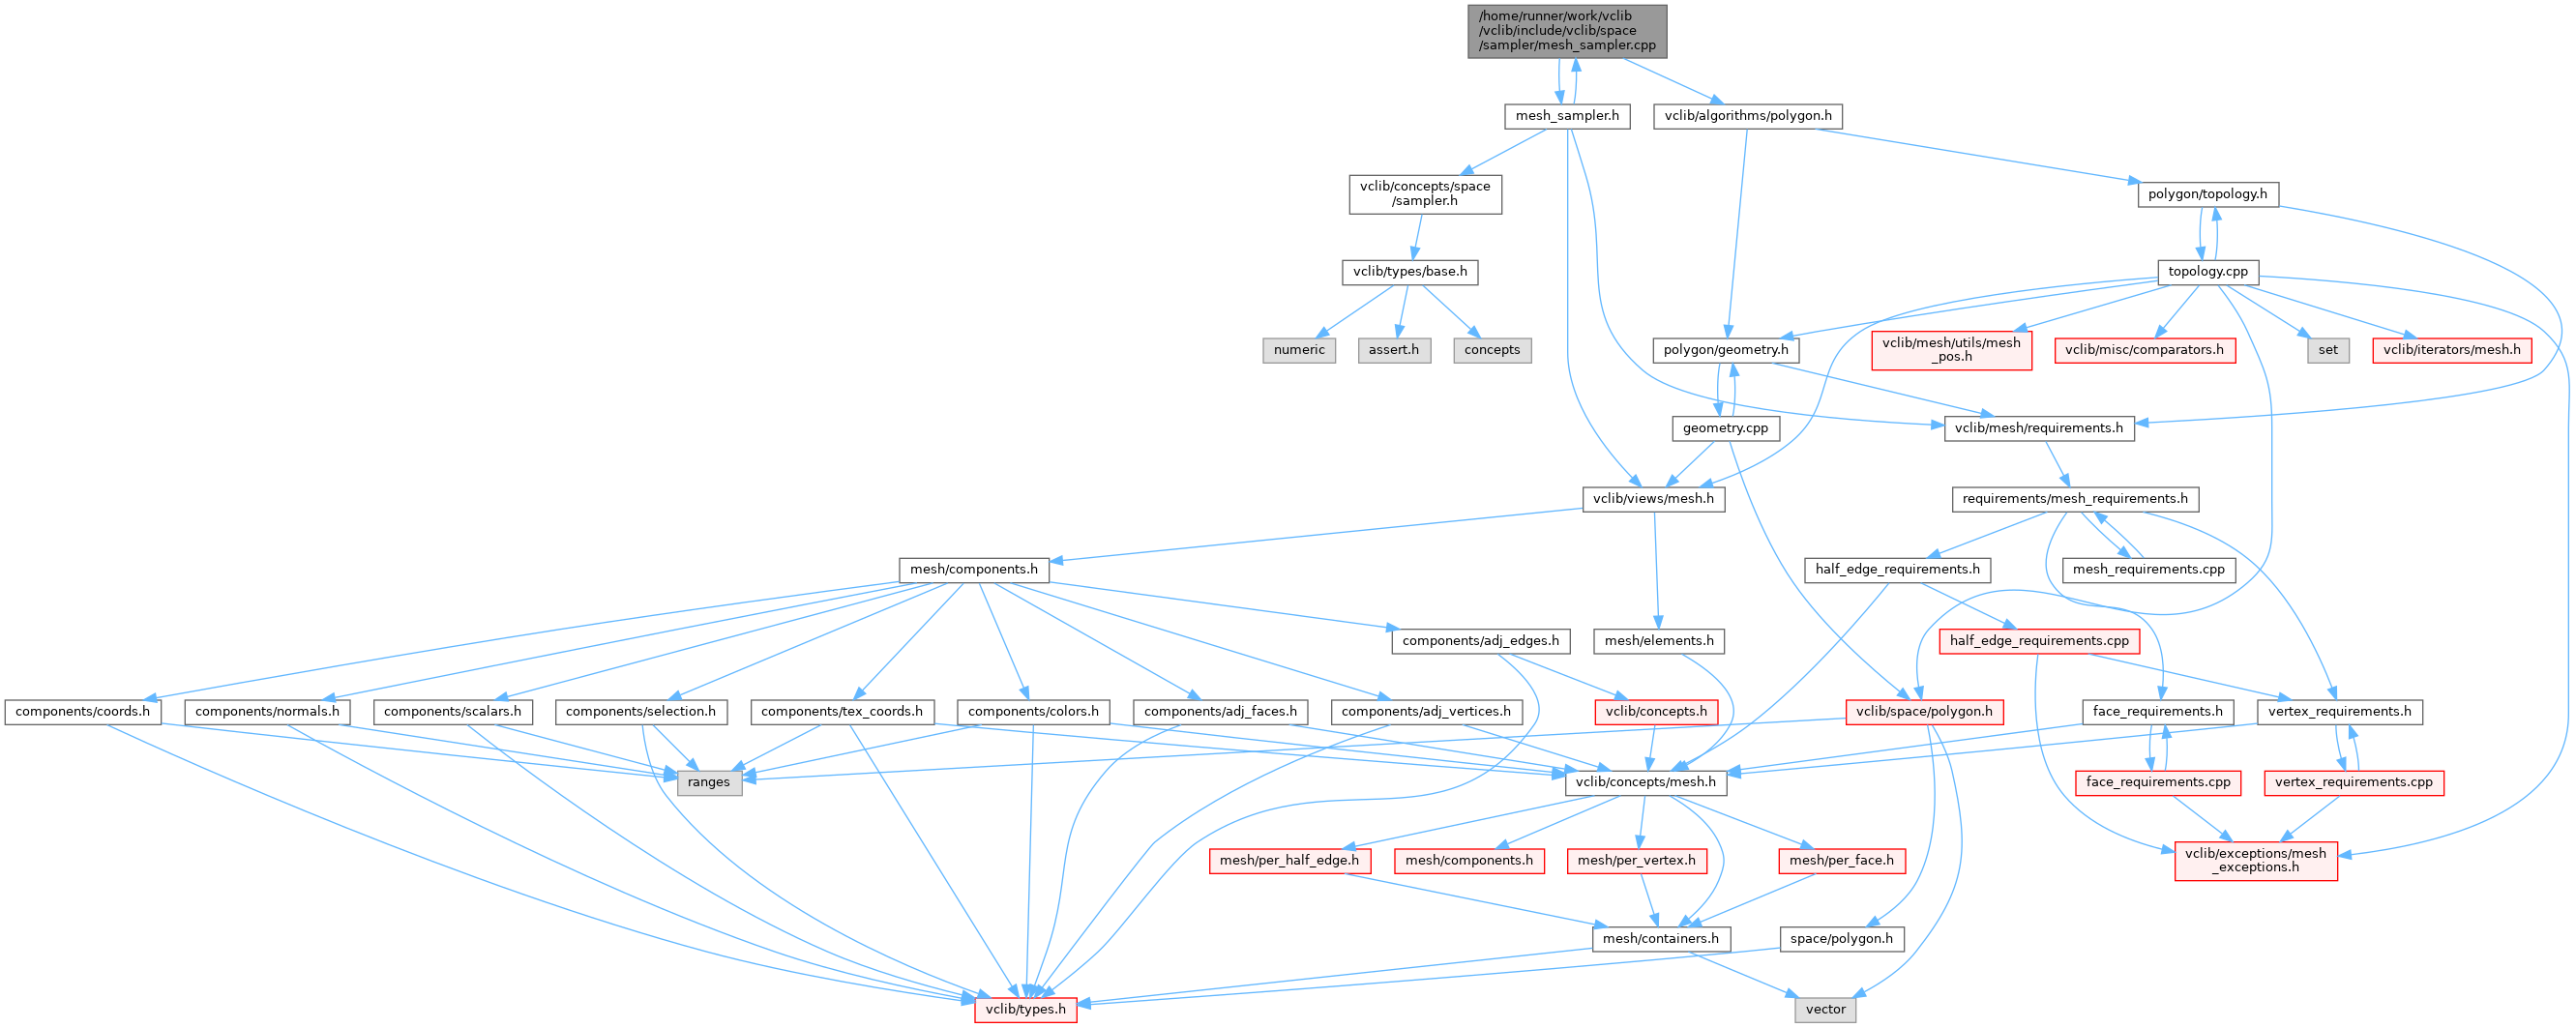 /home/runner/work/vclib
/vclib/include/vclib/space
/sampler/mesh_sampler.cpp
mesh_sampler.h
vclib/algorithms/polygon.h
vclib/concepts/space
/sampler.h
polygon/topology.h
vclib/types/base.h
topology.cpp
numeric
assert.h
concepts
polygon/geometry.h
vclib/mesh/utils/mesh
_pos.h
vclib/misc/comparators.h
set
vclib/iterators/mesh.h
geometry.cpp
vclib/mesh/requirements.h
vclib/views/mesh.h
requirements/mesh_requirements.h
mesh/components.h
half_edge_requirements.h
mesh_requirements.cpp
components/adj_edges.h
mesh/elements.h
half_edge_requirements.cpp
components/coords.h
components/normals.h
components/scalars.h
components/selection.h
components/tex_coords.h
components/colors.h
components/adj_faces.h
components/adj_vertices.h
vclib/concepts.h
vclib/space/polygon.h
face_requirements.h
vertex_requirements.h
ranges
vclib/concepts/mesh.h
face_requirements.cpp
vertex_requirements.cpp
mesh/per_half_edge.h
mesh/components.h
mesh/per_vertex.h
mesh/per_face.h
vclib/exceptions/mesh
_exceptions.h
mesh/containers.h
space/polygon.h
vclib/types.h
vector